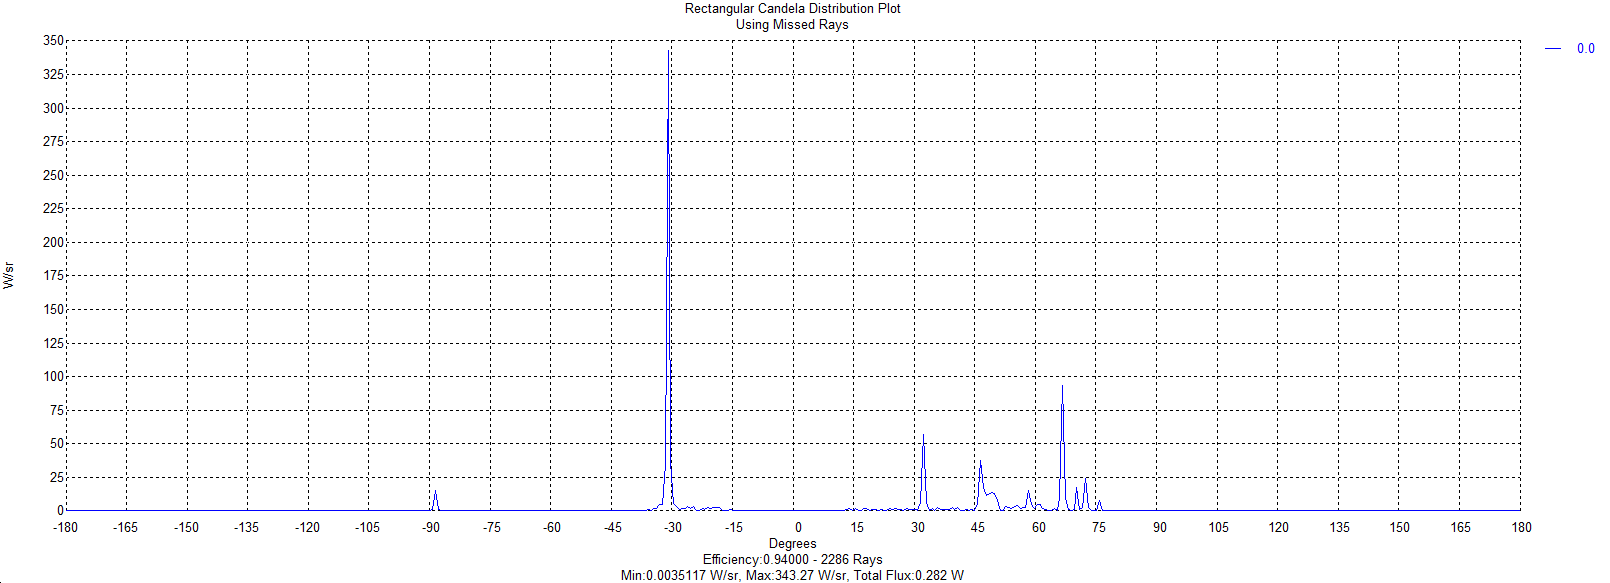 Rectangular Candela Distribution Plot
Using Missed Rays
0.0
350
325
300
275
250
225
200
175
150
125
100
75
50
25
0
W/sr
-180 -165 -150 -135 -120 -105 -90 -75 -60 -45 -30 -15 0 15 30 45 60 75 90 105 120 135 150 165 180
Degrees
Efficiency:0.94000 - 2286 Rays
Min:0.0035117 W/sr, Max:343.27 W/sr, Total Flux:0.282 W